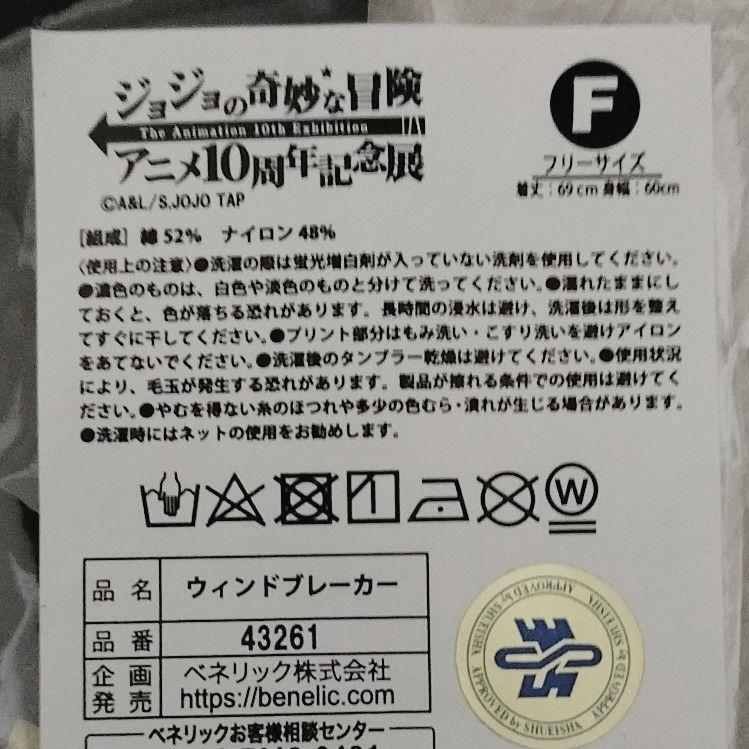 ジョジョの奇妙な冒険
The Animation 10th Exhibition
アニメ10周年記念展
©A&L/S,JOJO TAP
F
フリーサイズ
着丈:69cm 身幅:60cm
[組成] 綿 52% ナイロン 48%
〈使用上の注意〉●洗濯の際は蛍光増白剤が入っていない洗剤を使用してください。
●濃色のものは、白色や淡色のものと分けて洗ってください。●濡れたままにし
ておくと、色が落ちる恐れがあります。長時間の浸水は避け、洗濯後は形を整え
てすぐに干してください。●プリント部分はもみ洗い・こすり洗いを避けアイロン
をあてないでください。●洗濯後のタンブラー乾燥は避けてください。●使用状況
により、毛玉が発生する恐れがあります。製品が擦れる条件での使用は避けてく
ださい。●やむを得ない糸のほつれや多少の色むら・潰れが生じる場合があります。
●洗濯時にはネットの使用をお勧めします。
W
品名 ウィンドブレーカー
品番 43261
企画 ベネリック株式会社
発売 https://benelic.com
ベネリックお客様相談センター
APPROVED by SHUEISHA APPROVED by SHUEISHA APPROVED by SHUEISHA